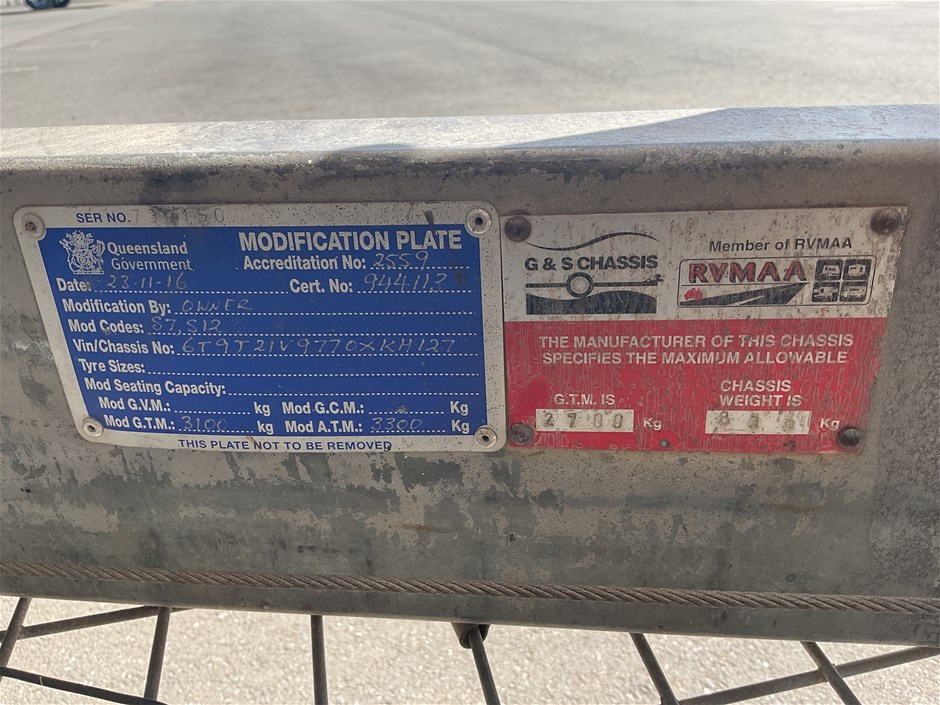 SER NO.
Queensland
Government
MODIFICATION PLATE
Accreditation No: 2559
Date: 23-11-16
Cert. No: 944113
Modification By: OWNER
Mod Codes: S7, S12
Vin/Chassis No: 6T9T21V9770XKH127
Tyre Sizes:
Mod Seating Capacity:
Mod G.V.M.: kg Mod G.C.M.: Kg
Mod G.T.M.: 3100 kg Mod A.T.M.: 3300 Kg
THIS PLATE NOT TO BE REMOVED
G & S CHASSIS
Member of RVMAA
RVMAA
THE MANUFACTURER OF THIS CHASSIS
SPECIFIES THE MAXIMUM ALLOWABLE
G.T.M. IS
2700 Kg
CHASSIS
WEIGHT IS
Kg